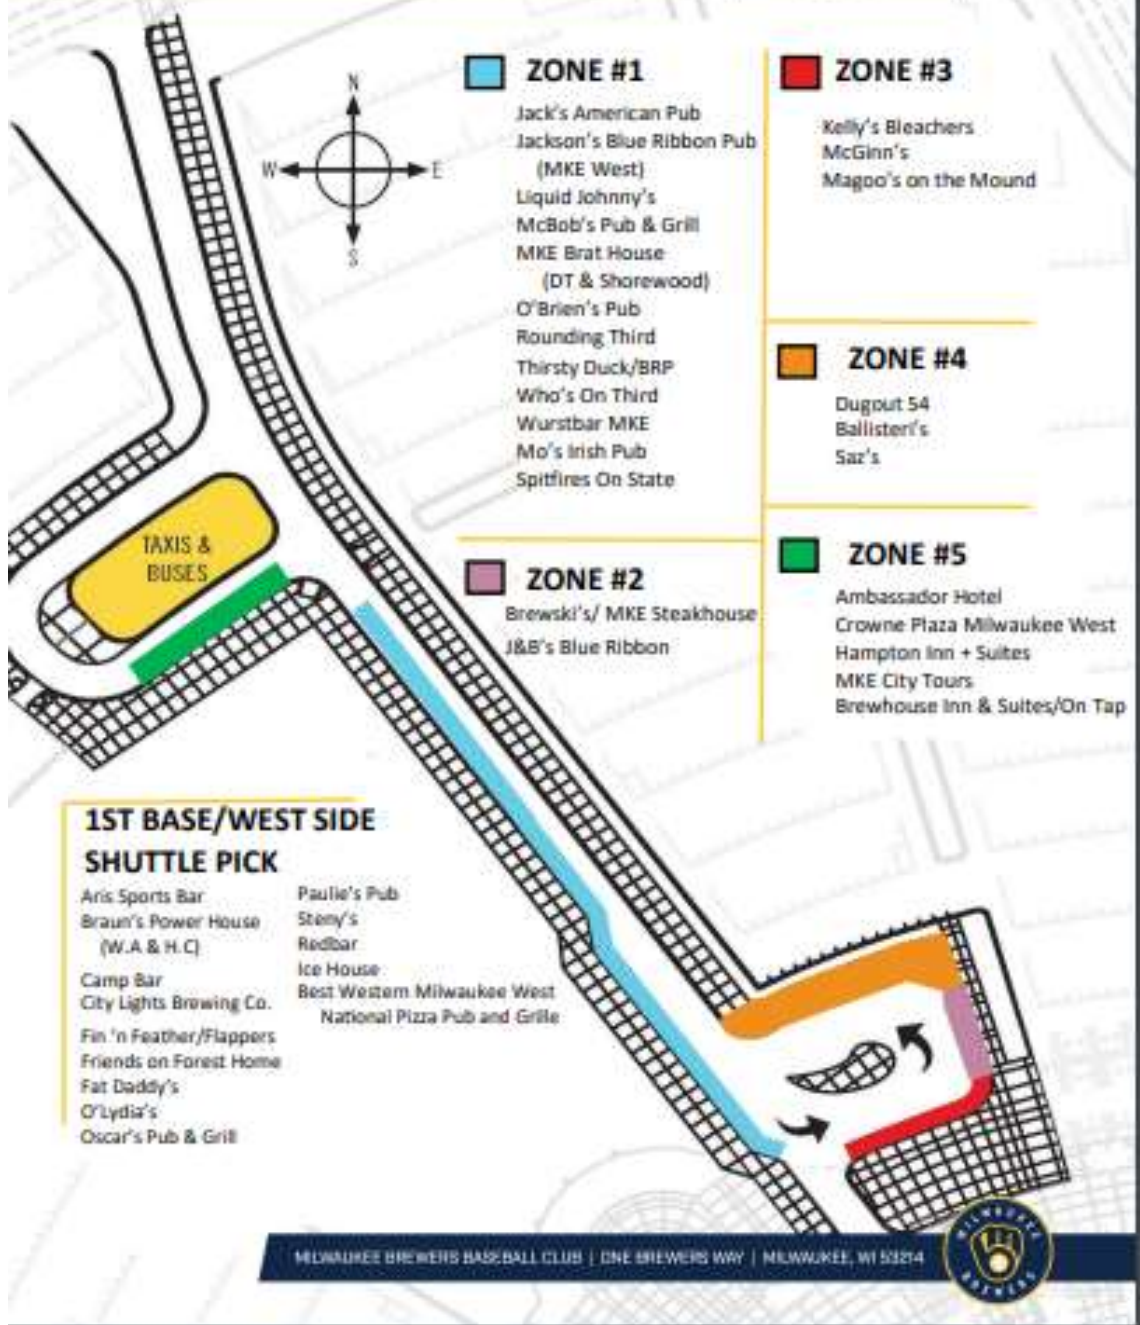 N
W
E
S
ZONE #1
Jack's American Pub
Jackson's Blue Ribbon Pub
(MKE West)
Liquid Johnny's
McBob's Pub & Grill
MKE Brat House
(DT & Shorewood)
O'Brien's Pub
Rounding Third
Thirsty Duck/BRP
Who's On Third
Wurstbar MKE
Mo's Irish Pub
Spitfires On State
ZONE #2
Brewski's/ MKE Steakhouse
J&B's Blue Ribbon
ZONE #3
Kelly's Bleachers
McGinn's
Magoo's on the Mound
ZONE #4
Dugout 54
Ballisteri's
Saz's
ZONE #5
Ambassador Hotel
Crowne Plaza Milwaukee West
Hampton Inn + Suites
MKE City Tours
Brewhouse Inn & Suites/On Tap
TAXIS &
BUSES
1ST BASE/WEST SIDE
SHUTTLE PICK
Aris Sports Bar
Braun's Power House
(W.A & H.C)
Camp Bar
City Lights Brewing Co.
Fin 'n Feather/Flappers
Friends on Forest Home
Fat Daddy's
O'Lydia's
Oscar's Pub & Grill
Paulie's Pub
Steny's
Redbar
Ice House
Best Western Milwaukee West
National Pizza Pub and Grille
MILWAUKEE BREWERS BASEBALL CLUB | ONE BREWERS WAY | MILWAUKEE, WI 53214
MILWAUKEE
BREWERS